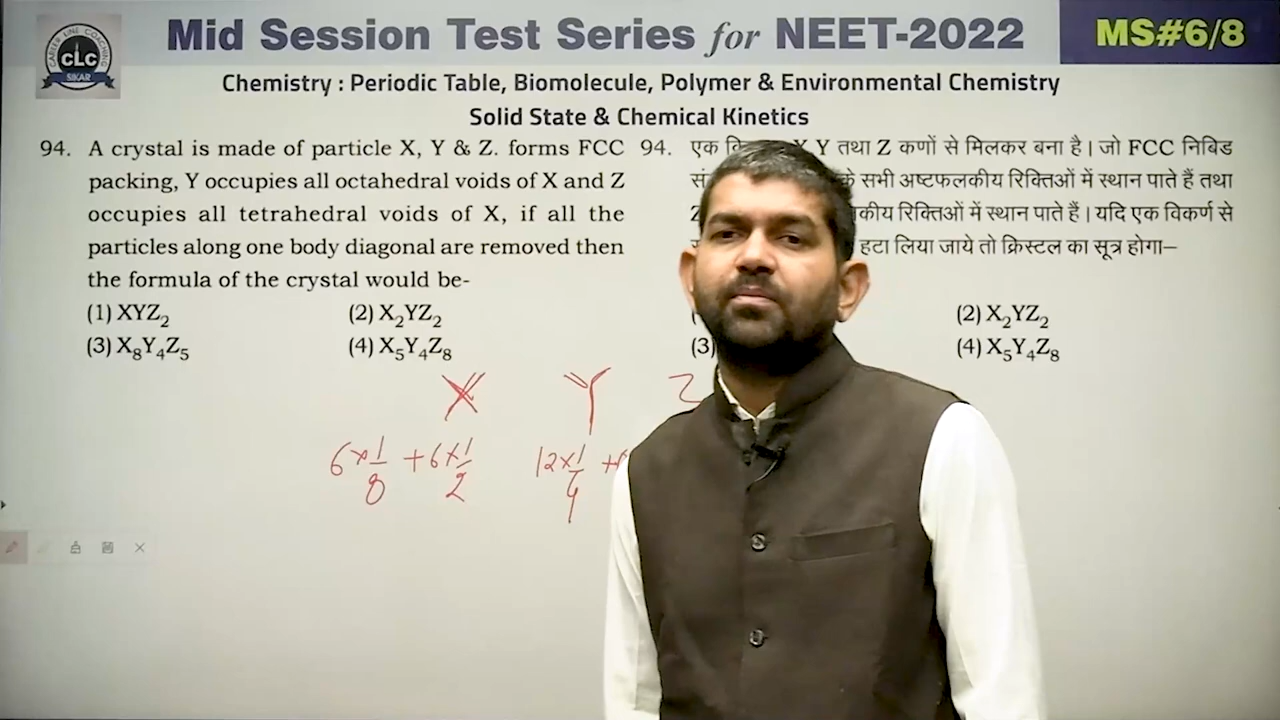 Mid Session Test Series for NEET-2022
MS#6/8
CAREER LINE COACHING
CLC
SIKAR
Chemistry : Periodic Table, Biomolecule, Polymer & Environmental Chemistry
Solid State & Chemical Kinetics
94. A crystal is made of particle X, Y & Z. forms FCC
packing, Y occupies all octahedral voids of X and Z
occupies all tetrahedral voids of X, if all the
particles along one body diagonal are removed then
the formula of the crystal would be-
(1) XYZ₂ (2) X₂YZ₂
(3) X₈Y₄Z₅ (4) X₅Y₄Z₈
94. एक X, Y तथा Z कणों से मिलकर बना है। जो FCC निबिड
के सभी अष्टफलकीय रिक्तिओं में स्थान पाते हैं तथा
रिक्तिओं में स्थान पाते हैं। यदि एक विकर्ण से
हटा लिया जाये तो क्रिस्टल का सूत्र होगा–
(2) X₂YZ₂
(3) (4) X₅Y₄Z₈
X Y Z
6×1/8 +6×1/2 12×1/4 +